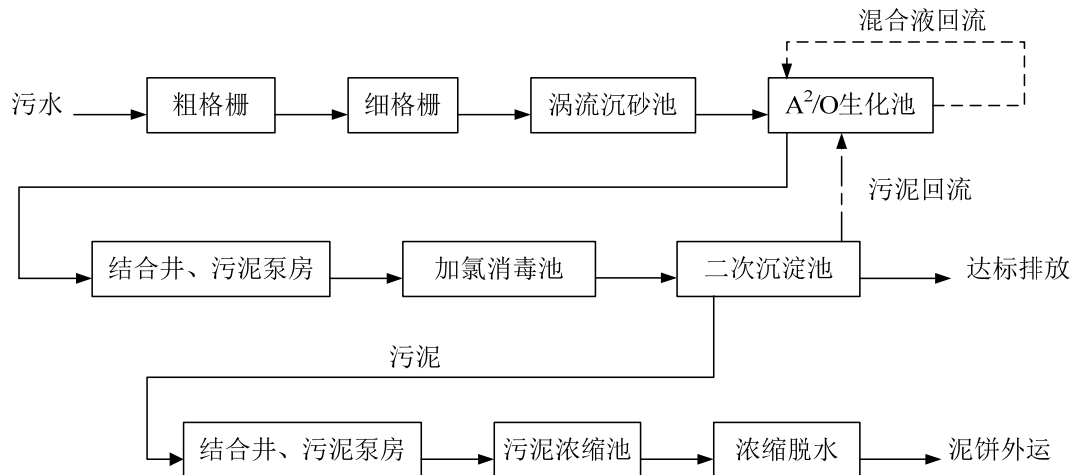 混合液回流
污水
粗格栅
细格栅
涡流沉砂池
A²/O生化池
污泥回流
结合井、污泥泵房
加氯消毒池
二次沉淀池
达标排放
污泥
结合井、污泥泵房
污泥浓缩池
浓缩脱水
泥饼外运